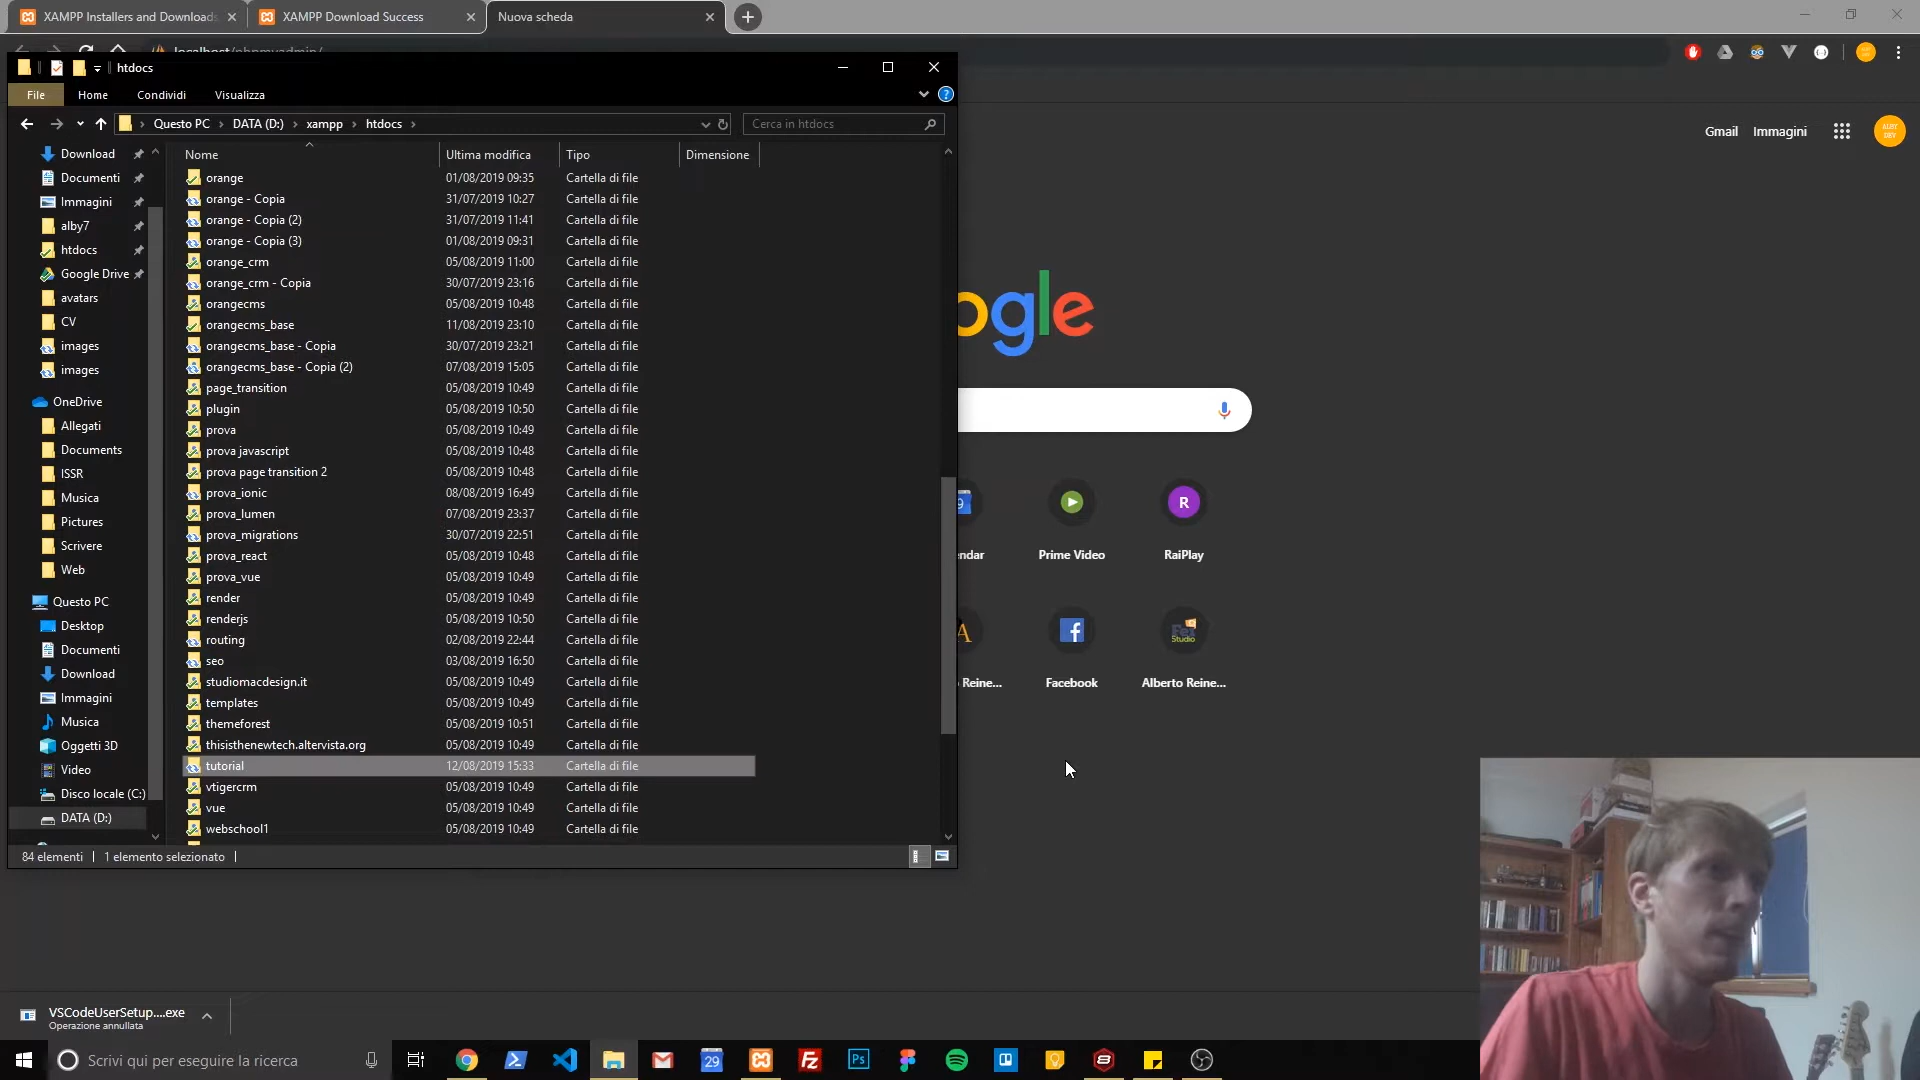 XAMPP Installers and Downloads
XAMPP Download Success
Nuova scheda
localhost/phpmyadmin/
htdocs
File
Home
Condividi
Visualizza
Questo PC
DATA (D:)
xampp
htdocs
Cerca in htdocs
Gmail
Immagini
Nome
Ultima modifica
Tipo
Dimensione
Download
Documenti
Immagini
alby7
htdocs
Google Drive
avatars
CV
images
images
OneDrive
Allegati
Documents
ISSR
Musica
Pictures
Scrivere
Web
Questo PC
Desktop
Documenti
Download
Immagini
Musica
Oggetti 3D
Video
Disco locale (C:)
DATA (D:)
orange 01/08/2019 09:35 Cartella di file
orange - Copia 31/07/2019 10:27 Cartella di file
orange - Copia (2) 31/07/2019 11:41 Cartella di file
orange - Copia (3) 01/08/2019 09:31 Cartella di file
orange_crm 05/08/2019 11:00 Cartella di file
orange_crm - Copia 30/07/2019 23:16 Cartella di file
orangecms 05/08/2019 10:48 Cartella di file
orangecms_base 11/08/2019 23:10 Cartella di file
orangecms_base - Copia 30/07/2019 23:21 Cartella di file
orangecms_base - Copia (2) 07/08/2019 15:05 Cartella di file
page_transition 05/08/2019 10:49 Cartella di file
plugin 05/08/2019 10:50 Cartella di file
prova 05/08/2019 10:49 Cartella di file
prova javascript 05/08/2019 10:48 Cartella di file
prova page transition 2 05/08/2019 10:48 Cartella di file
prova_ionic 08/08/2019 16:49 Cartella di file
prova_lumen 07/08/2019 23:37 Cartella di file
prova_migrations 30/07/2019 22:51 Cartella di file
prova_react 05/08/2019 10:48 Cartella di file
prova_vue 05/08/2019 10:49 Cartella di file
render 05/08/2019 10:49 Cartella di file
renderjs 05/08/2019 10:50 Cartella di file
routing 02/08/2019 22:44 Cartella di file
seo 03/08/2019 16:50 Cartella di file
studiomacdesign.it 05/08/2019 10:49 Cartella di file
templates 05/08/2019 10:49 Cartella di file
themeforest 05/08/2019 10:51 Cartella di file
thisisthenewtech.altervista.org 05/08/2019 10:49 Cartella di file
tutorial 12/08/2019 15:33 Cartella di file
vtigercrm 05/08/2019 10:49 Cartella di file
vue 05/08/2019 10:49 Cartella di file
webschool1 05/08/2019 10:49 Cartella di file
84 elementi
1 elemento selezionato
ogle
endar
Prime Video
R
RaiPlay
Reine...
Facebook
Alberto Reine...
VSCodeUserSetup....exe
Operazione annullata
Scrivi qui per eseguire la ricerca
29
Ps